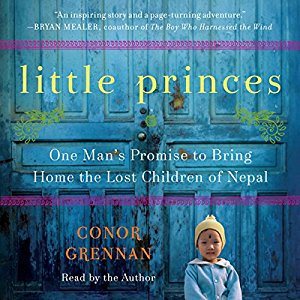 "An inspiring story and a page-turning adventure."
—BRYAN MEALER, coauthor of The Boy Who Harnessed the Wind
little princes
One Man's Promise to Bring
Home the Lost Children of Nepal
CONOR
GRENNAN
Read by the Author